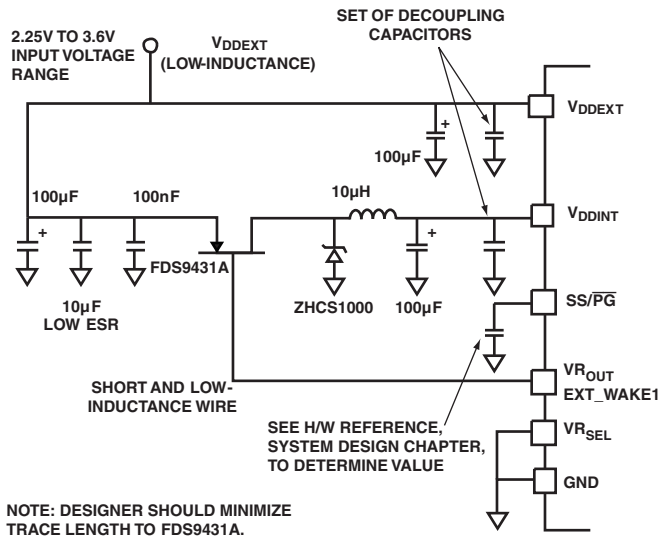 SET OF DECOUPLING
CAPACITORS
2.25V TO 3.6V
INPUT VOLTAGE
RANGE
VDDEXT
(LOW-INDUCTANCE)
VDDEXT
+
100µF
100µF
100nF
10µH
VDDINT
+
+
FDS9431A
10µF
LOW ESR
ZHCS1000
100µF
SS/PG
SHORT AND LOW-
INDUCTANCE WIRE
VROUT
EXT_WAKE1
SEE H/W REFERENCE,
SYSTEM DESIGN CHAPTER,
TO DETERMINE VALUE
VRSEL
GND
NOTE: DESIGNER SHOULD MINIMIZE
TRACE LENGTH TO FDS9431A.